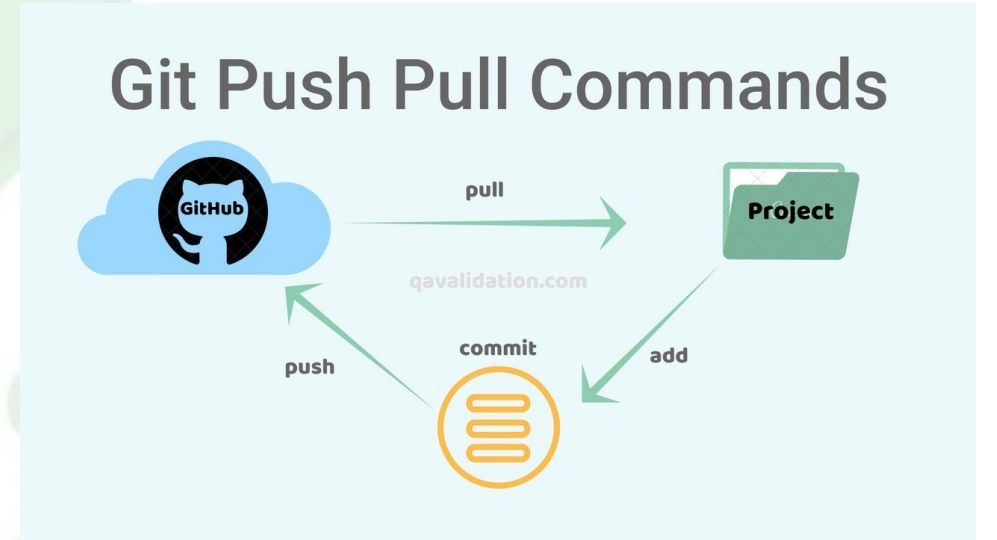 Git Push Pull Commands
pull
GitHub
Project
qavalidation.com
commit
add
push